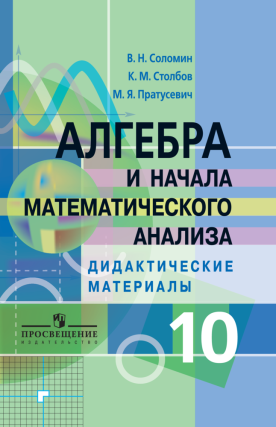 В. Н. Соломин
К. М. Столбов
М. Я. Пратусевич
АЛГЕБРА
И НАЧАЛА
МАТЕМАТИЧЕСКОГО
АНАЛИЗА
ДИДАКТИЧЕСКИЕ
МАТЕРИАЛЫ
10
ПРОСВЕЩЕНИЕ
ИЗДАТЕЛЬСТВО